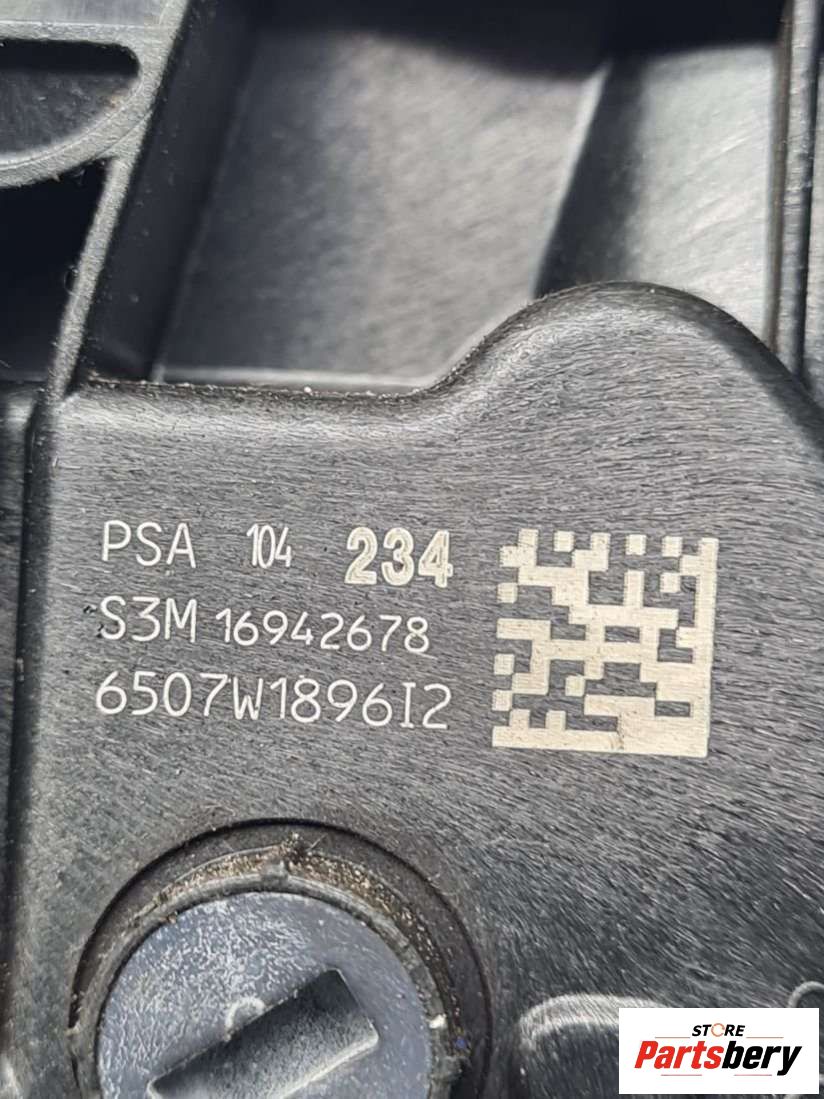 PSA 104 234
S3M 16942678
6507W1896I2
STORE
Partsbery